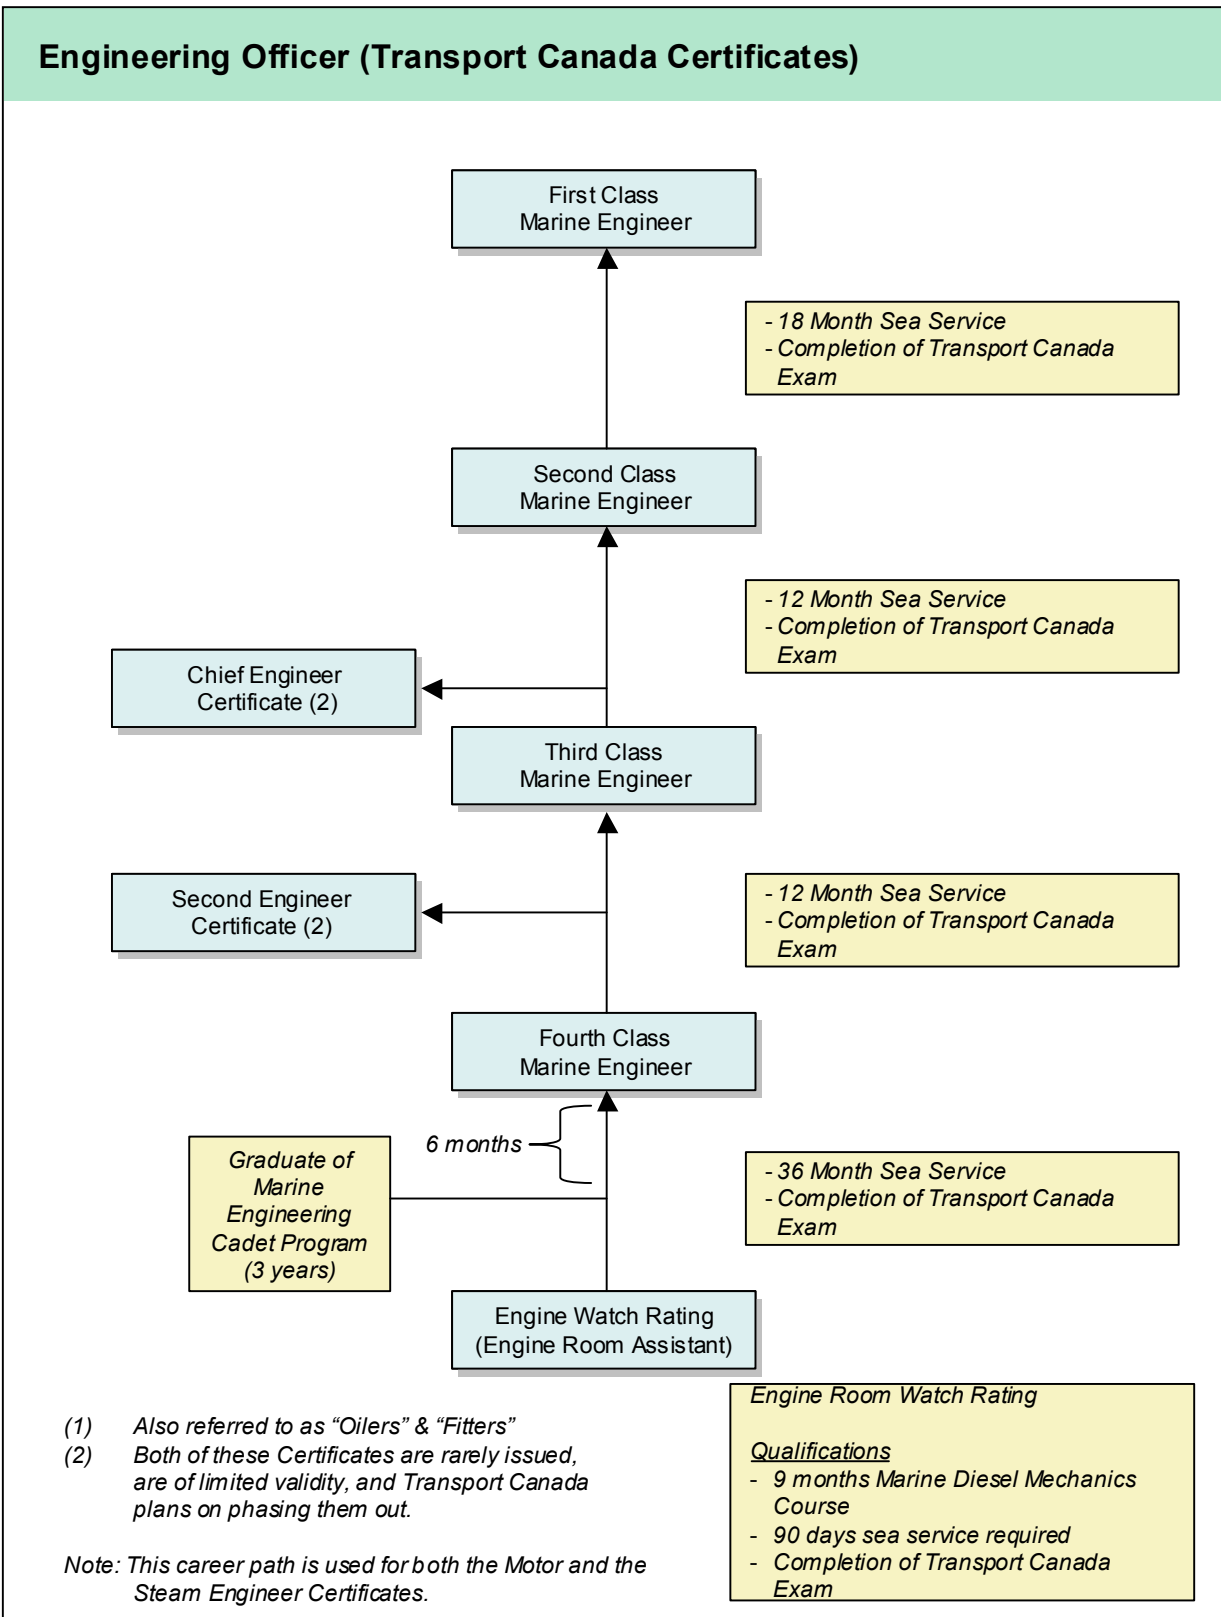 Engineering Officer (Transport Canada Certificates)
First Class
Marine Engineer
- 18 Month Sea Service
- Completion of Transport Canada
Exam
Second Class
Marine Engineer
- 12 Month Sea Service
- Completion of Transport Canada
Exam
Chief Engineer
Certificate (2)
Third Class
Marine Engineer
Second Engineer
Certificate (2)
- 12 Month Sea Service
- Completion of Transport Canada
Exam
Fourth Class
Marine Engineer
6 months
Graduate of
Marine
Engineering
Cadet Program
(3 years)
- 36 Month Sea Service
- Completion of Transport Canada
Exam
Engine Watch Rating
(Engine Room Assistant)
(1) Also referred to as “Oilers” & “Fitters”
(2) Both of these Certificates are rarely issued,
are of limited validity, and Transport Canada
plans on phasing them out.
Note: This career path is used for both the Motor and the
Steam Engineer Certificates.
Engine Room Watch Rating
Qualifications
- 9 months Marine Diesel Mechanics
Course
- 90 days sea service required
- Completion of Transport Canada
Exam